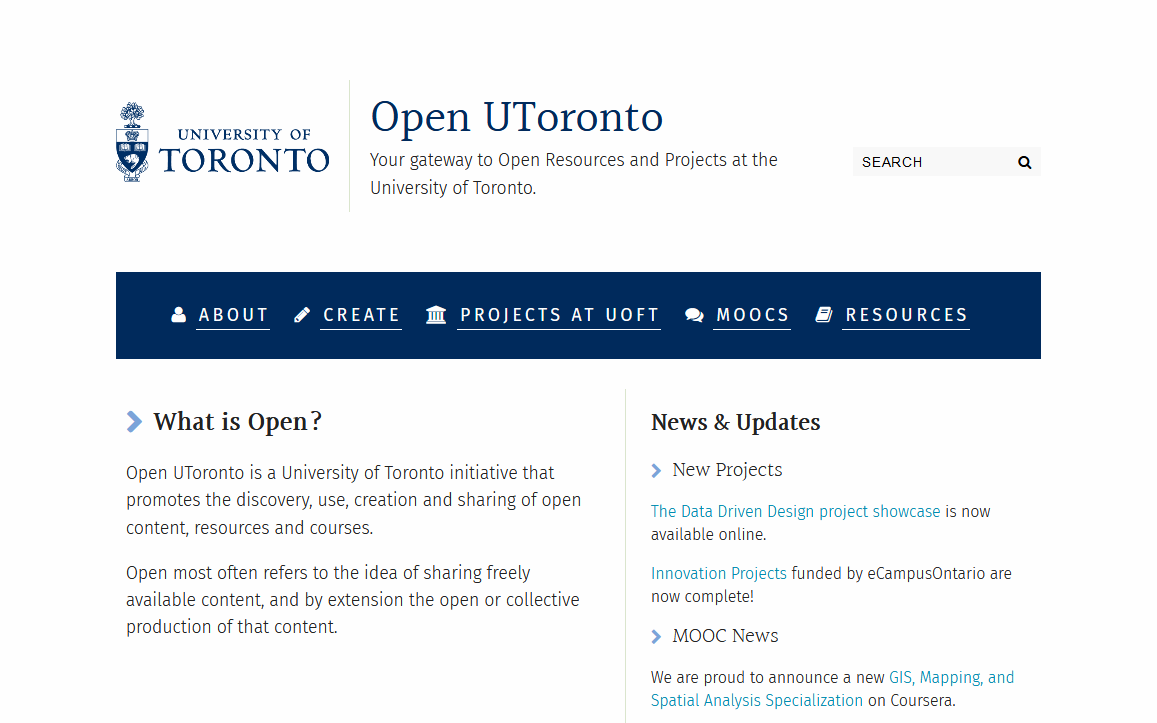 UNIVERSITY OF
TORONTO
Open UToronto
Your gateway to Open Resources and Projects at the
University of Toronto.
SEARCH
ABOUT CREATE PROJECTS AT UOFT MOOCS RESOURCES
What is Open?
Open UToronto is a University of Toronto initiative that
promotes the discovery, use, creation and sharing of open
content, resources and courses.
Open most often refers to the idea of sharing freely
available content, and by extension the open or collective
production of that content.
News & Updates
New Projects
The Data Driven Design project showcase is now
available online.
Innovation Projects funded by eCampusOntario are
now complete!
MOOC News
We are proud to announce a new GIS, Mapping, and
Spatial Analysis Specialization on Coursera.